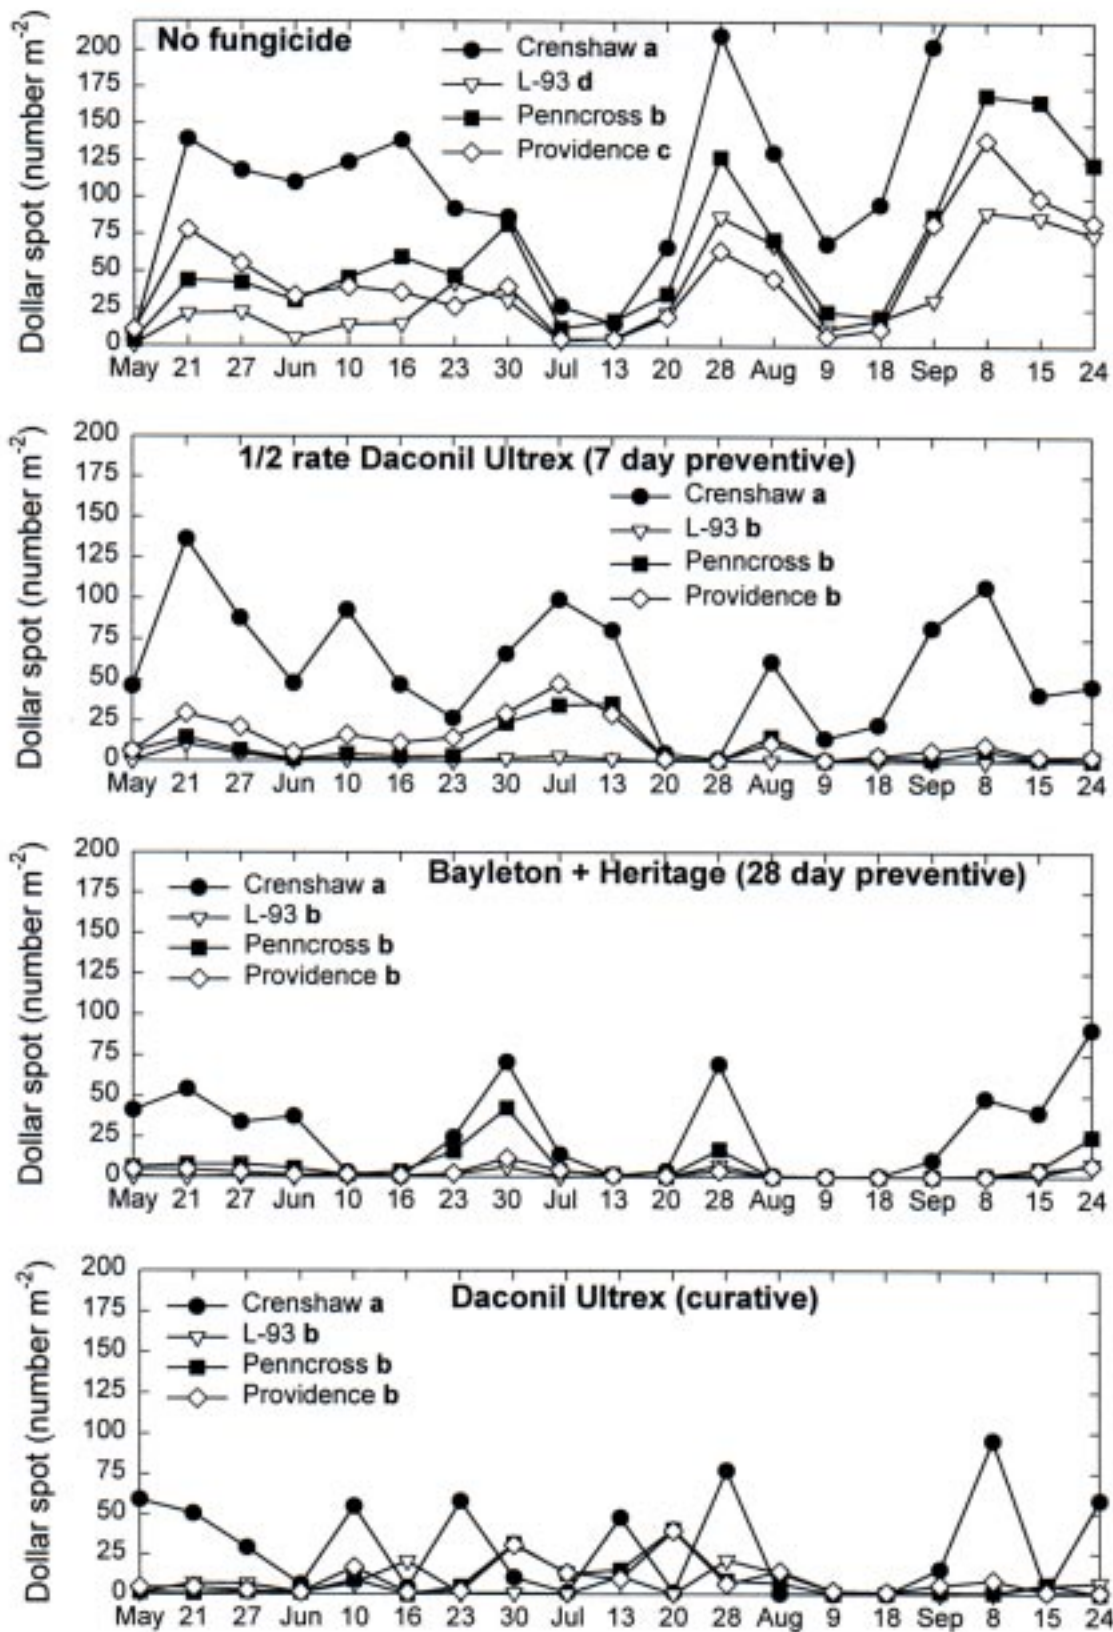 No fungicide
Crenshaw a
L-93 d
Penncross b
Providence c
Dollar spot (number m-2)
200
175
150
125
100
75
50
25
0
May 21 27 Jun 10 16 23 30 Jul 13 20 28 Aug 9 18 Sep 8 15 24
1/2 rate Daconil Ultrex (7 day preventive)
Crenshaw a
L-93 b
Penncross b
Providence b
Dollar spot (number m-2)
200
175
150
125
100
75
50
25
0
May 21 27 Jun 10 16 23 30 Jul 13 20 28 Aug 9 18 Sep 8 15 24
Bayleton + Heritage (28 day preventive)
Crenshaw a
L-93 b
Penncross b
Providence b
Dollar spot (number m-2)
200
175
150
125
100
75
50
25
0
May 21 27 Jun 10 16 23 30 Jul 13 20 28 Aug 9 18 Sep 8 15 24
Daconil Ultrex (curative)
Crenshaw a
L-93 b
Penncross b
Providence b
Dollar spot (number m-2)
200
175
150
125
100
75
50
25
0
May 21 27 Jun 10 16 23 30 Jul 13 20 28 Aug 9 18 Sep 8 15 24